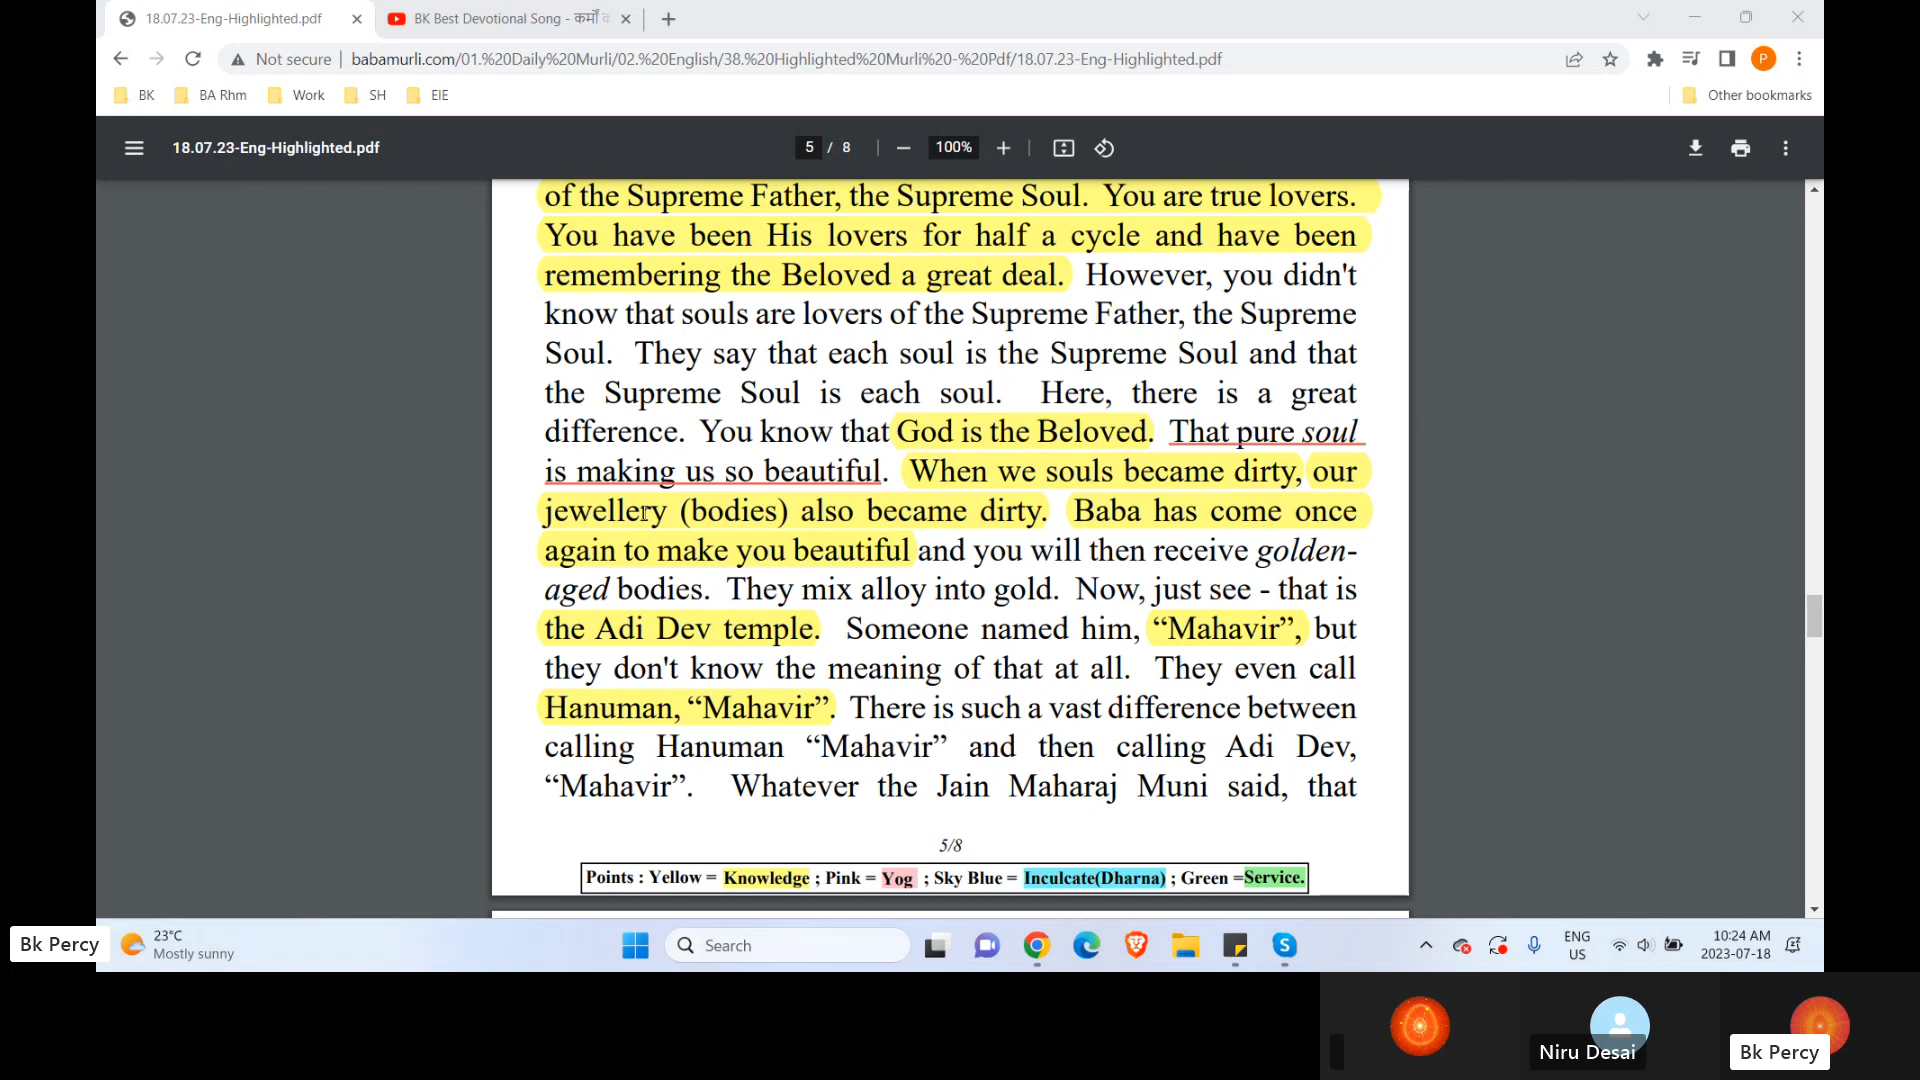 18.07.23-Eng-Highlighted.pdf
BK Best Devotional Song - कर्मों क
Not secure
babamurli.com/01.%20Daily%20Murli/02.%20English/38.%20Highlighted%20Murli%20-%20Pdf/18.07.23-Eng-Highlighted.pdf
P
BK
BA Rhm
Work
SH
EIE
Other bookmarks
18.07.23-Eng-Highlighted.pdf
5 / 8
100%
of the Supreme Father, the Supreme Soul. You are true lovers.
You have been His lovers for half a cycle and have been
remembering the Beloved a great deal. However, you didn't
know that souls are lovers of the Supreme Father, the Supreme
Soul. They say that each soul is the Supreme Soul and that
the Supreme Soul is each soul. Here, there is a great
difference. You know that God is the Beloved. That pure soul
is making us so beautiful. When we souls became dirty, our
jewellery (bodies) also became dirty. Baba has come once
again to make you beautiful and you will then receive golden-
aged bodies. They mix alloy into gold. Now, just see - that is
the Adi Dev temple. Someone named him, “Mahavir”, but
they don't know the meaning of that at all. They even call
Hanuman, “Mahavir”. There is such a vast difference between
calling Hanuman “Mahavir” and then calling Adi Dev,
“Mahavir”. Whatever the Jain Maharaj Muni said, that
5/8
Points : Yellow = Knowledge ; Pink = Yog ; Sky Blue = Inculcate(Dharna) ; Green =Service.
Bk Percy
23°C
Mostly sunny
Search
ENG
US
10:24 AM
2023-07-18
Niru Desai
Bk Percy